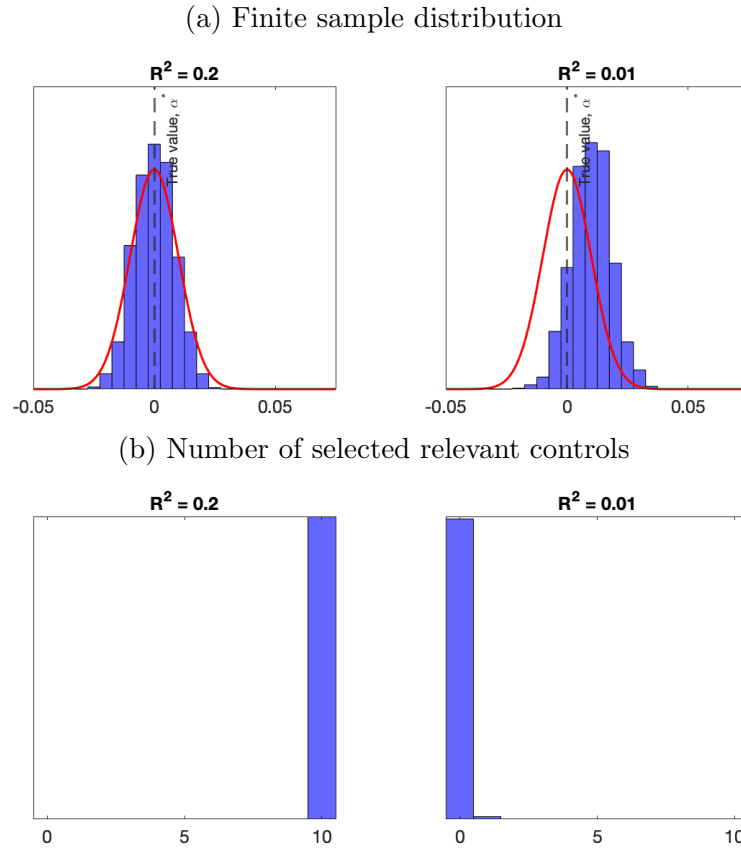 (a) Finite sample distribution
R² = 0.2
R² = 0.01
True value, α*
True value, α*
-0.05 0 0.05
-0.05 0 0.05
(b) Number of selected relevant controls
R² = 0.2
R² = 0.01
0 5 10
0 5 10